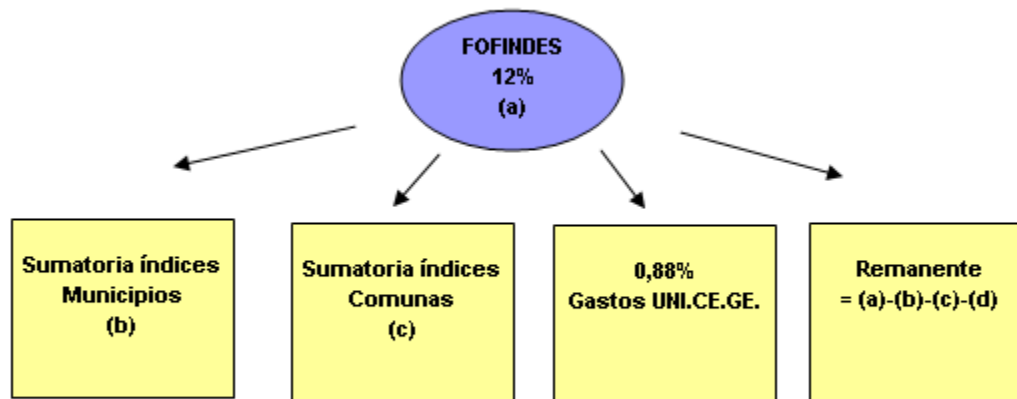 FOFINDES
12%
(a)
Sumatoria índices
Municipios
(b)
Sumatoria índices
Comunas
(c)
0,88%
Gastos UNI.CE.GE.
Remanente
= (a)-(b)-(c)-(d)